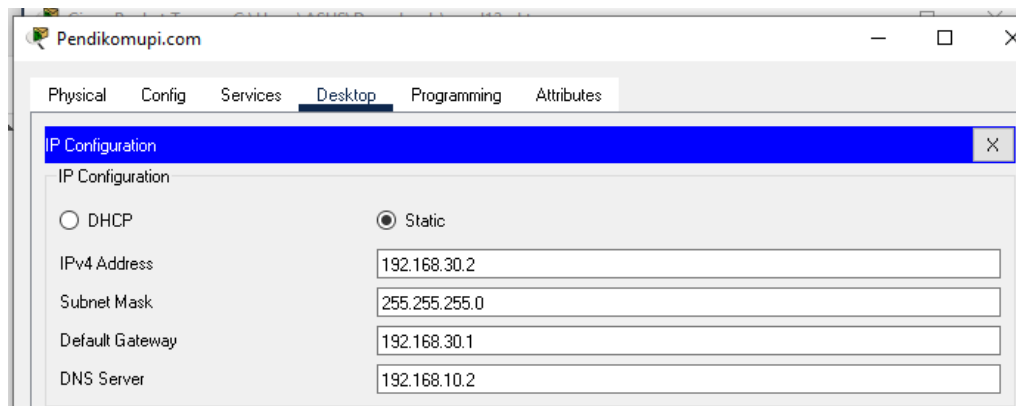 Pendikomupi.com
Physical Config Services Desktop Programming Attributes
IP Configuration
X
IP Configuration
DHCP
Static
IPv4 Address 192.168.30.2
Subnet Mask 255.255.255.0
Default Gateway 192.168.30.1
DNS Server 192.168.10.2